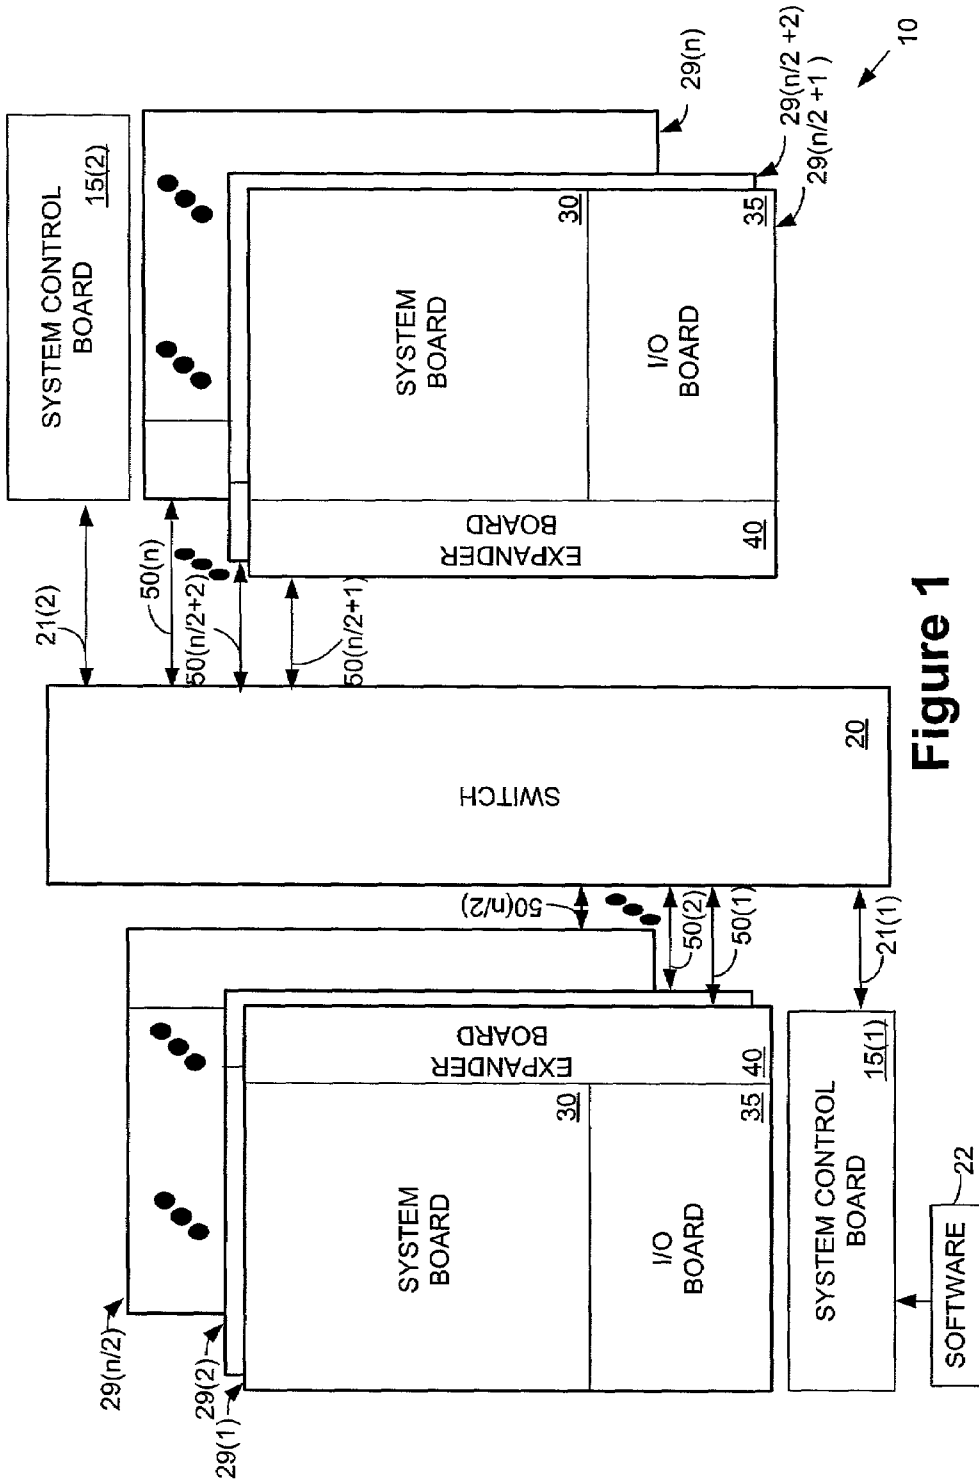 29(n/2)
29(2)
29(1)
SYSTEM
BOARD
30
I/O
BOARD
35
EXPANDER
BOARD
40
SYSTEM CONTROL
BOARD
15(1)
SOFTWARE
22
50(n/2)
50(2)
50(1)
21(1)
SWITCH
20
21(2)
50(n)
50(n/2+2)
50(n/2+1)
SYSTEM CONTROL
BOARD
15(2)
EXPANDER
BOARD
40
SYSTEM
BOARD
30
I/O
BOARD
35
29(n)
29(n/2 +2)
29(n/2 +1)
10
Figure 1